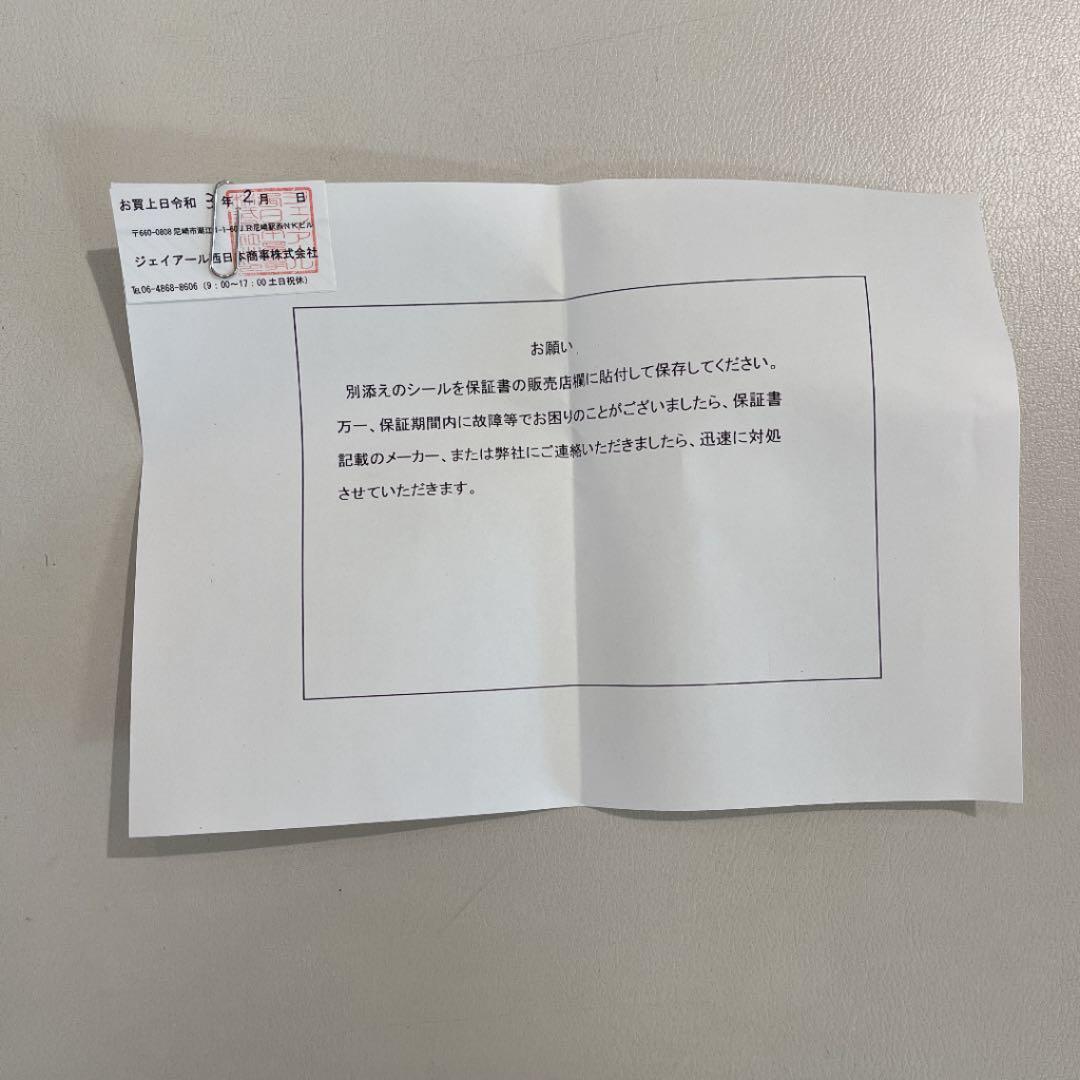 お買上日令和 3 年 2 月 日
〒660-0808 尼崎市潮江1-1-60JR尼崎駅西NKビル
ジェイアール西日本商事株式会社
℡06-4868-8606（9：00～17：00 土日祝休）
お願い
別添えのシールを保証書の販売店欄に貼付して保存してください。
万一、保証期間内に故障等でお困りのことがございましたら、保証書
記載のメーカー、または弊社にご連絡いただきましたら、迅速に対処
させていただきます。